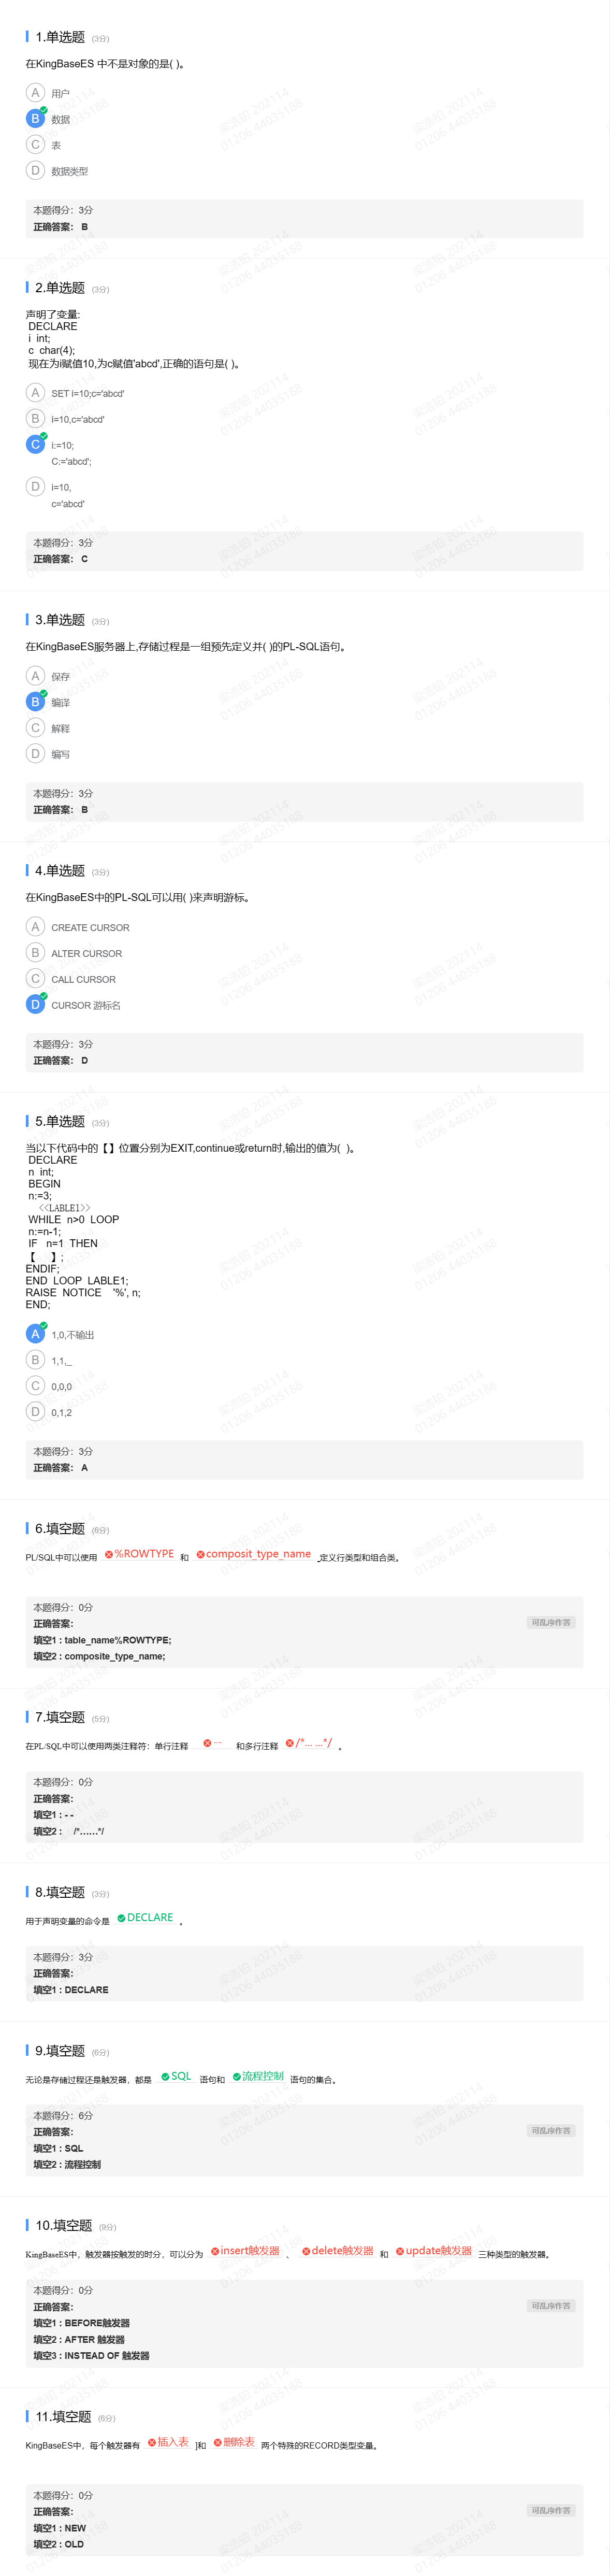 1.单选题 (3分)
在KingBaseES 中不是对象的是( )。
A 用户
B 数据
C 表
D 数据类型
本题得分：3分
正确答案： B
2.单选题 (3分)
声明了变量:
DECLARE
i int;
c char(4);
现在为i赋值10,为c赋值'abcd',正确的语句是( )。
A SET i=10;c='abcd'
B i=10,c='abcd'
C i:=10;
C:='abcd';
D i=10,
c='abcd'
本题得分：3分
正确答案： C
3.单选题 (3分)
在KingBaseES服务器上,存储过程是一组预先定义并( )的PL-SQL语句。
A 保存
B 编译
C 解释
D 编写
本题得分：3分
正确答案： B
4.单选题 (3分)
在KingBaseES中的PL-SQL可以用( )来声明游标。
A CREATE CURSOR
B ALTER CURSOR
C CALL CURSOR
D CURSOR 游标名
本题得分：3分
正确答案： D
5.单选题 (3分)
当以下代码中的【 】位置分别为EXIT,continue或return时,输出的值为( )。
DECLARE
n int;
BEGIN
n:=3;
<<LABLE1>>
WHILE n>0 LOOP
n:=n-1;
IF n=1 THEN
【 】;
ENDIF;
END LOOP LABLE1;
RAISE NOTICE '%', n;
END;
A 1,0,不输出
B 1,1,_
C 0,0,0
D 0,1,2
本题得分：3分
正确答案： A
6.填空题 (6分)
PL/SQL中可以使用 %ROWTYPE 和 composit_type_name _定义行类型和组合类。
本题得分：0分
正确答案： 可乱序作答
填空1 : table_name%ROWTYPE;
填空2 : composite_type_name;
7.填空题 (5分)
在PL/SQL中可以使用两类注释符：单行注释 -- 和多行注释 /*... ...*/ 。
本题得分：0分
正确答案：
填空1 : - -
填空2 : /*……*/
8.填空题 (3分)
用于声明变量的命令是 DECLARE 。
本题得分：3分
正确答案：
填空1 : DECLARE
9.填空题 (6分)
无论是存储过程还是触发器，都是 SQL 语句和 流程控制 语句的集合。
本题得分：6分
正确答案： 可乱序作答
填空1 : SQL
填空2 : 流程控制
10.填空题 (9分)
KingBaseES中，触发器按触发的时分，可以分为 insert触发器 、 delete触发器 和 update触发器 三种类型的触发器。
本题得分：0分
正确答案： 可乱序作答
填空1 : BEFORE触发器
填空2 : AFTER 触发器
填空3 : INSTEAD OF 触发器
11.填空题 (6分)
KingBaseES中，每个触发器有 插入表 ]和 删除表 两个特殊的RECORD类型变量。
本题得分：0分
正确答案： 可乱序作答
填空1 : NEW
填空2 : OLD